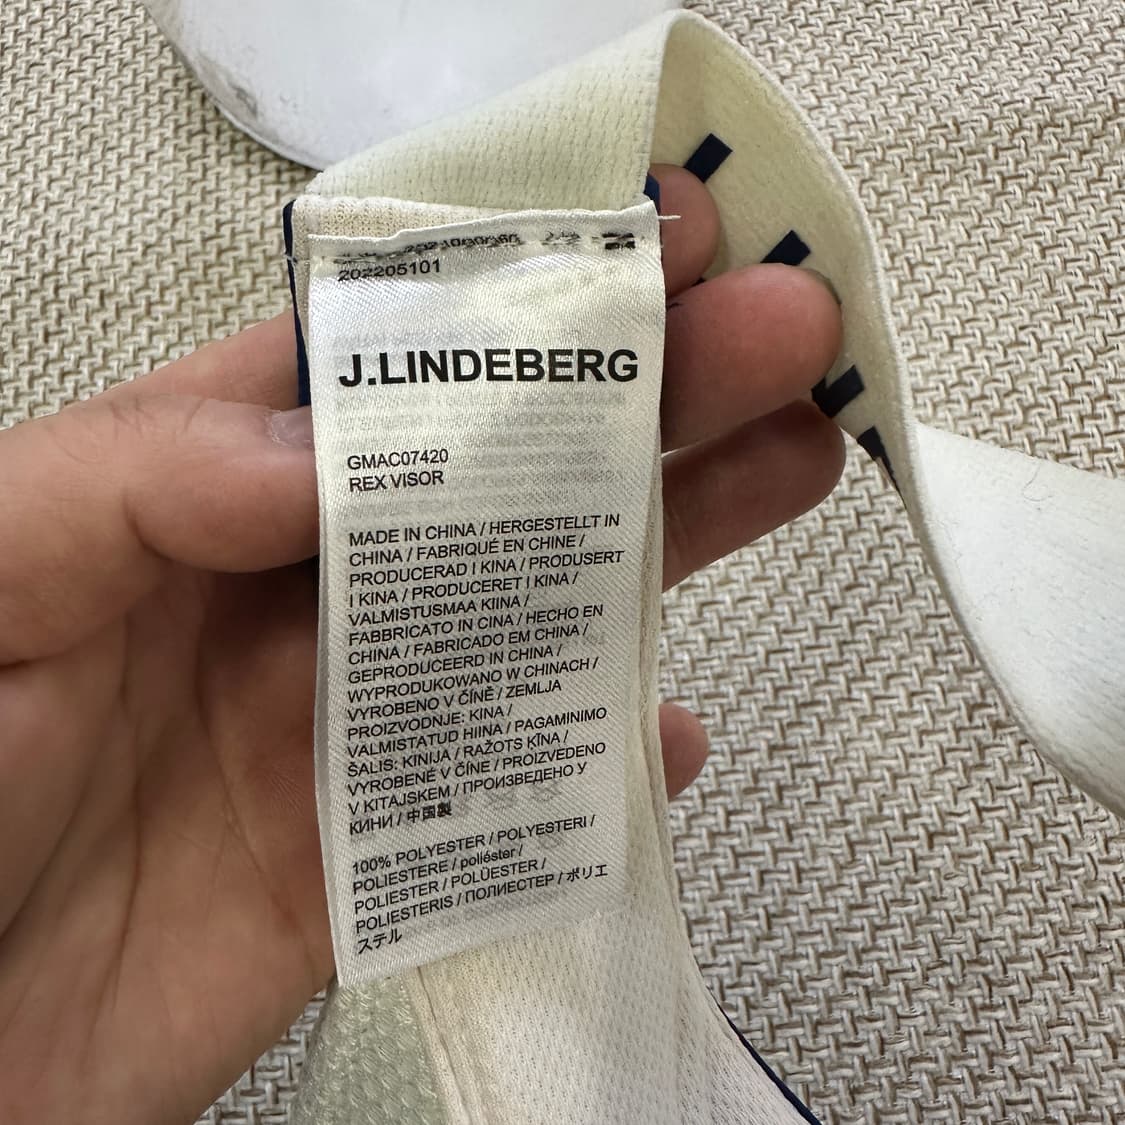 202205101
J.LINDEBERG
GMAC07420
REX VISOR
MADE IN CHINA / HERGESTELLT IN
CHINA / FABRIQUÉ EN CHINE /
PRODUCERAD I KINA / PRODUSERT
I KINA / PRODUCERET I KINA /
VALMISTUSMAA KIINA /
FABBRICATO IN CINA / HECHO EN
CHINA / FABRICADO EM CHINA /
GEPRODUCEERD IN CHINA /
WYPRODUKOWANO W CHINACH /
VYROBENO V ČÍNĚ / ZEMLJA
PROIZVODNJE: KINA /
VALMISTATUD HIINA / PAGAMINIMO
ŠALIS: KINIJA / RAŽOTS ĶĪNA /
VYROBENÉ V ČÍNE / PROIZVEDENO
V KITAJSKEM / ПРОИЗВЕДЕНО У
КИНИ / 中国製
100% POLYESTER / POLYESTERI /
POLIESTERE / poliéster /
POLIESTER / POLÜESTER /
POLIESTERIS / ПОЛИЕСТЕР / ポリエ
ステル